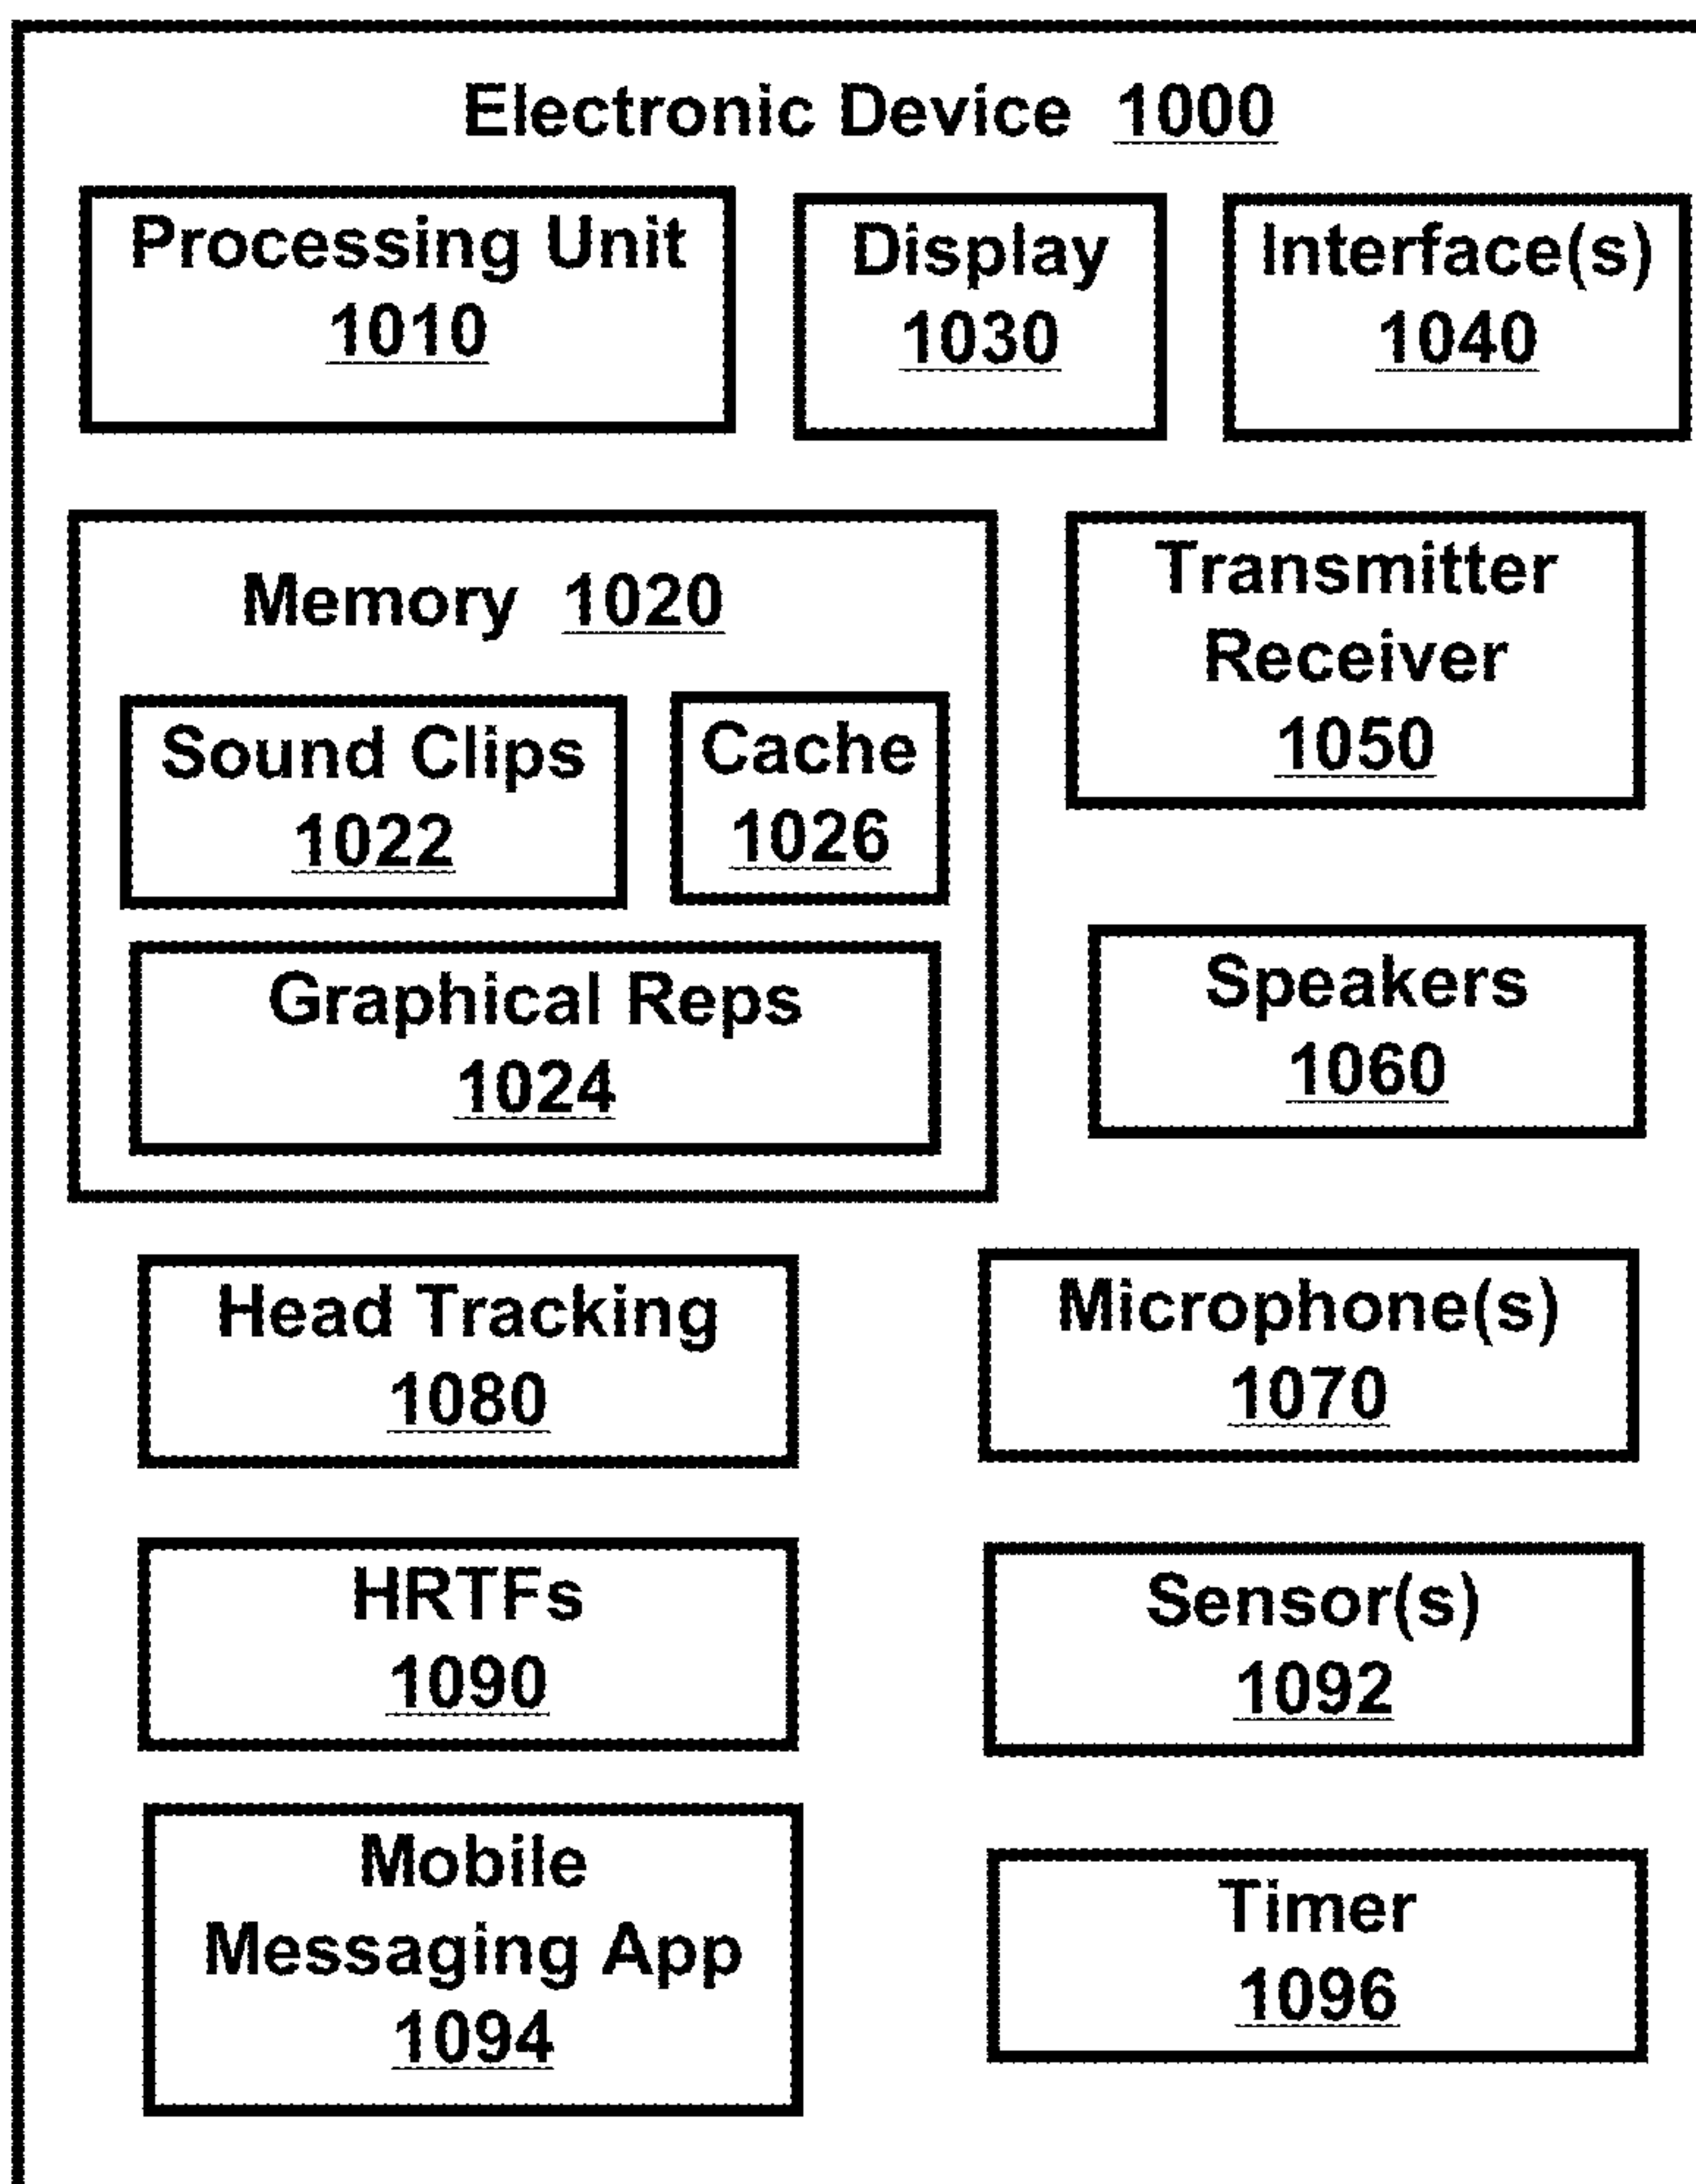 Electronic Device 1000
Processing Unit
1010
Display
1030
Interface(s)
1040
Memory 1020
Sound Clips
1022
Cache
1026
Graphical Reps
1024
Transmitter
Receiver
1050
Speakers
1060
Head Tracking
1080
Microphone(s)
1070
HRTFs
1090
Sensor(s)
1092
Mobile
Messaging App
1094
Timer
1096